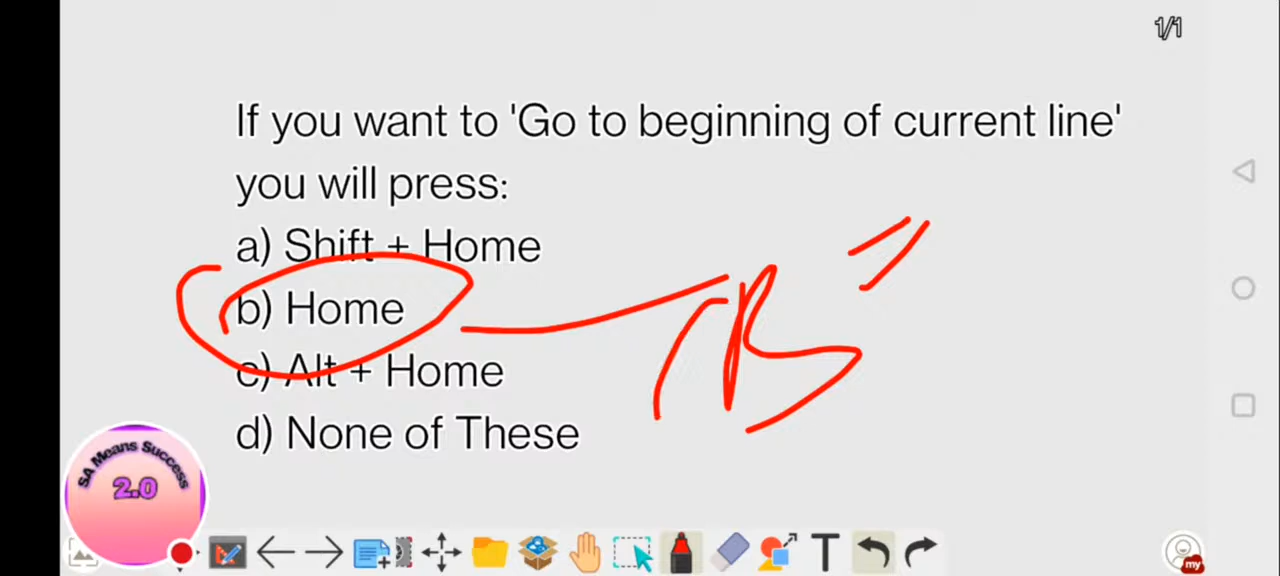 1/1
If you want to 'Go to beginning of current line'
you will press:
a) Shift + Home
b) Home
B
c) Alt + Home
d) None of These
SA Means Success
2.0
T
my